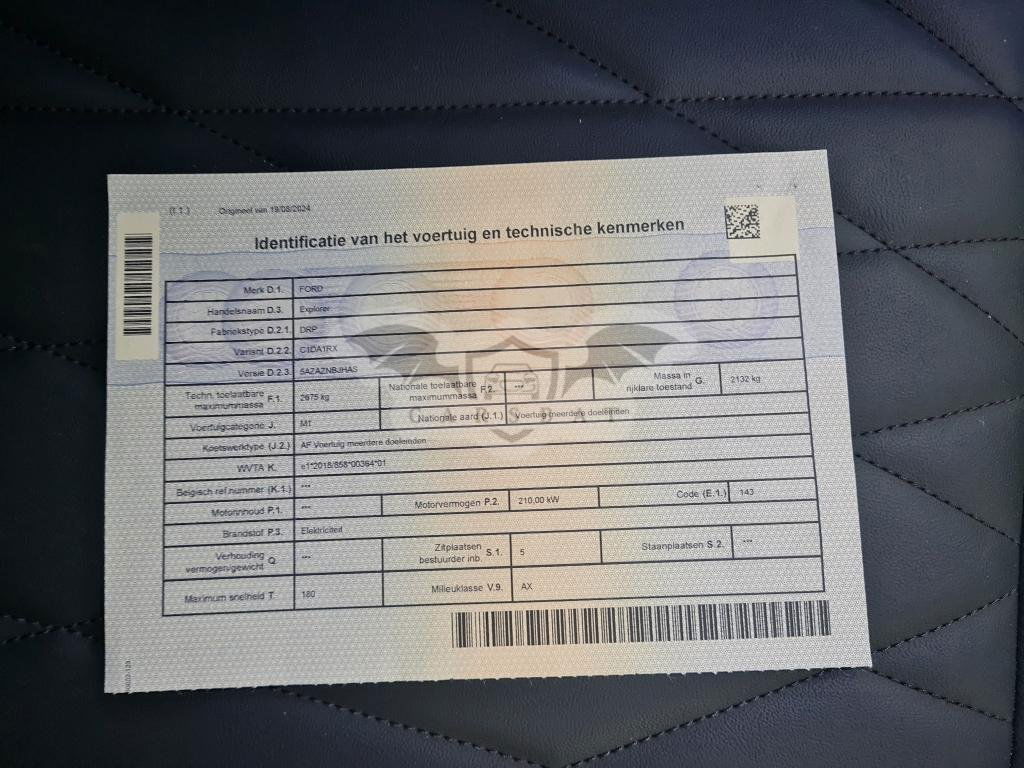 (I.1.) Origineel van 19/08/2024
Identificatie van het voertuig en technische kenmerken
Merk D.1. FORD
Handelsnaam D.3. Explorer
Fabriekstype D.2.1. DRP
Variant D.2.2. C1DA1RX
Versie D.2.3. 5AZAZNBJHAS
Techn. toelaatbare maximummassa F.1. 2675 kg Nationale toelaatbare maximummassa F.2. --- Massa in rijklare toestand G. 2132 kg
Voertuigcategorie J. M1 Nationale aard (J.1.) Voertuig meerdere doeleinden
Koetswerktype (J.2.) AF Voertuig meerdere doeleinden
WVTA K. e1*2018/858*00364*01
Belgisch ref nummer (K.1.) ---
Motorinhoud P.1. --- Motorvermogen P.2. 210,00 kW Code (E.1.) 143
Brandstof P.3. Elektriciteit
Verhouding vermogen/gewicht Q. --- Zitplaatsen bestuurder inb. S.1. 5 Staanplaatsen S.2. ---
Maximum snelheid T. 180 Milieuklasse V.9. AX